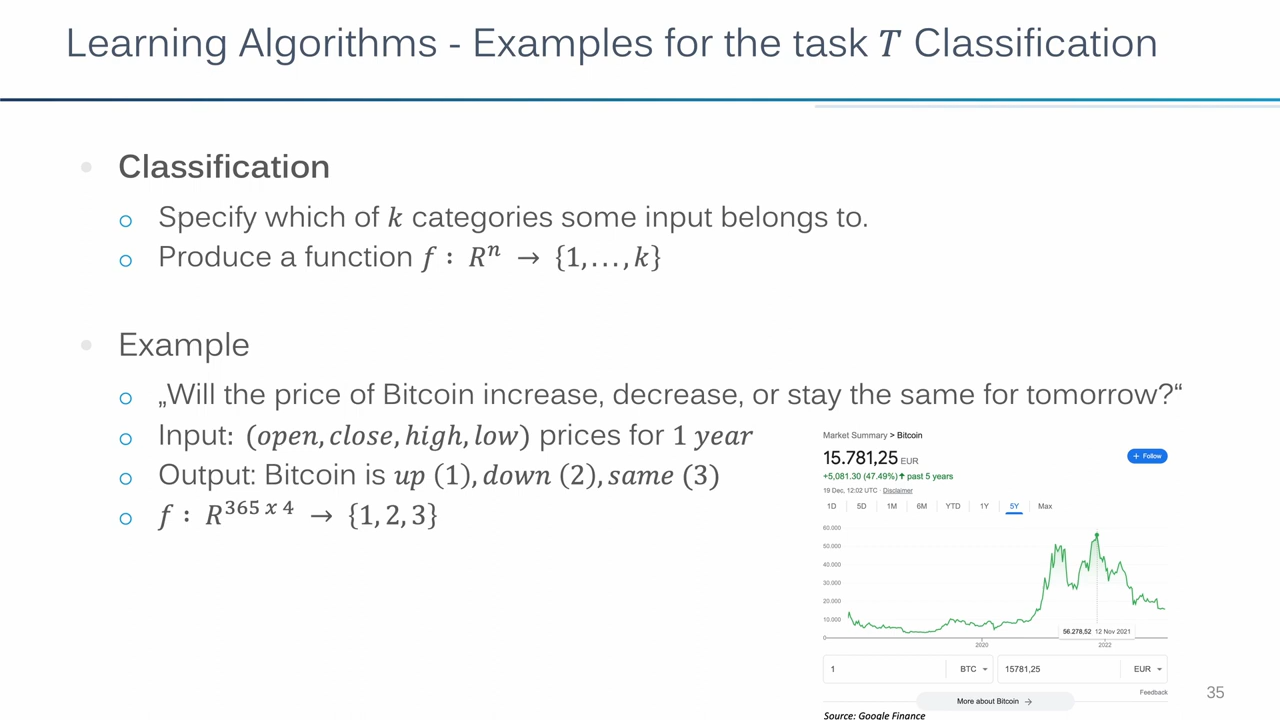 Learning Algorithms - Examples for the task T Classification
Classification
Specify which of k categories some input belongs to.
Produce a function f : Rⁿ → {1, . . . , k}
Example
„Will the price of Bitcoin increase, decrease, or stay the same for tomorrow?“
Input: (open, close, high, low) prices for 1 year
Output: Bitcoin is up (1), down (2), same (3)
f : R³⁶⁵ ˣ ⁴ → {1, 2, 3}
Market Summary > Bitcoin
15.781,25 EUR
+ Follow
+5,081.30 (47.49%) ↑ past 5 years
19 Dec, 12:02 UTC · Disclaimer
1D 5D 1M 6M YTD 1Y 5Y Max
60.000
50.000
40.000
30.000
20.000
10.000
0
56.278,52 12 Nov 2021
2020 2022
1 BTC 15781,25 EUR
Feedback
More about Bitcoin →
Source: Google Finance
35